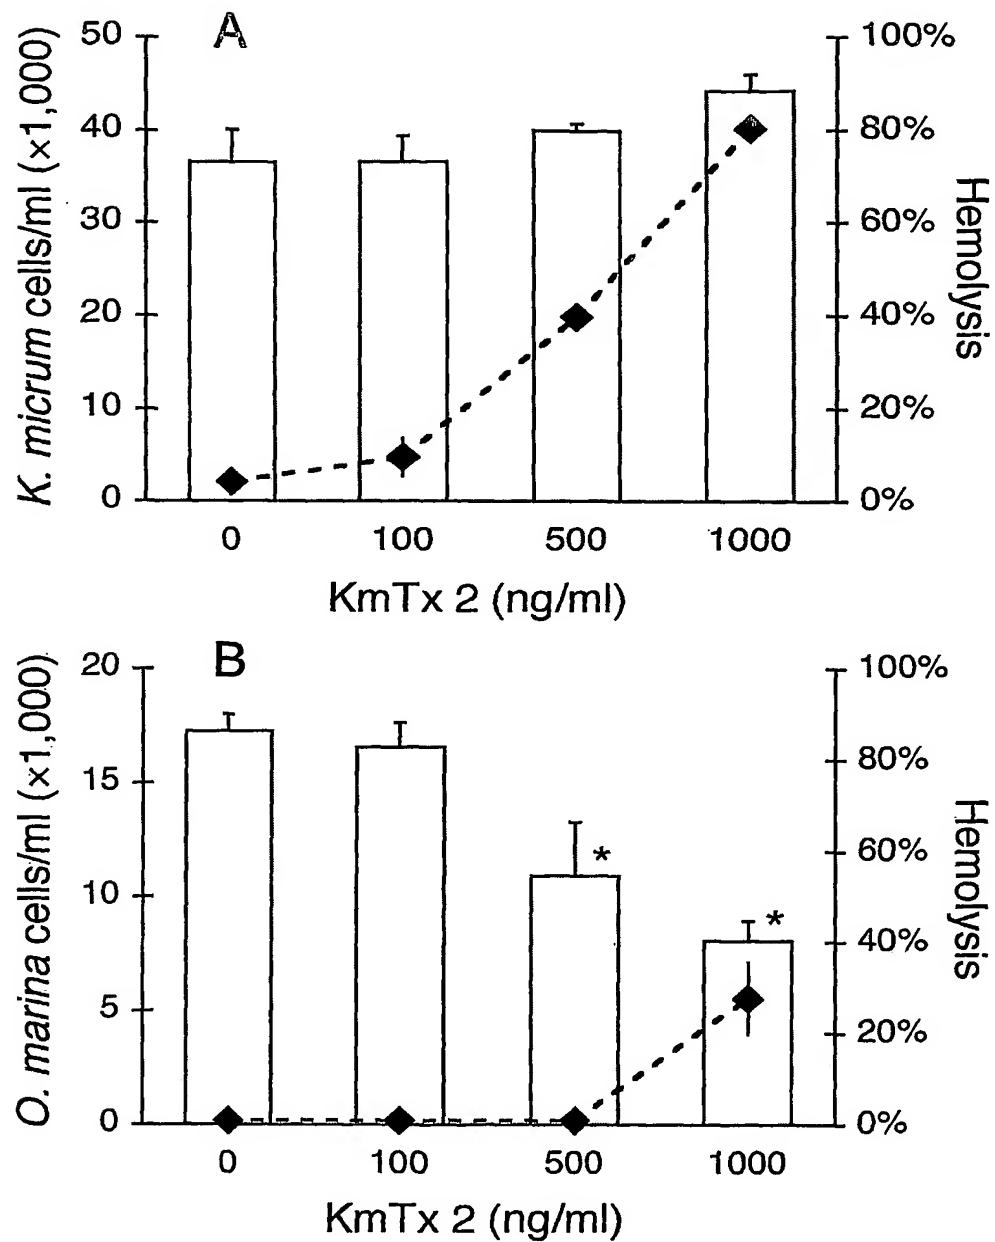 A
K. micrum cells/ml (×1,000)
50
40
30
20
10
0
100%
80%
60%
40%
20%
0%
Hemolysis
0 100 500 1000
KmTx 2 (ng/ml)
B
O. marina cells/ml (×1,000)
20
15
10
5
0
100%
80%
60%
40%
20%
0%
Hemolysis
*
*
0 100 500 1000
KmTx 2 (ng/ml)